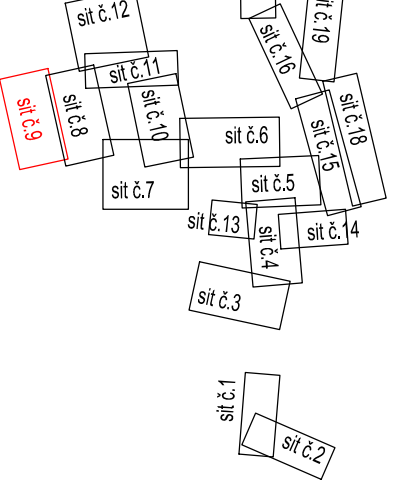 sit č.12
sit č.19
sit č.16
sit č.11
sit č.9
sit č.8
sit č.10
sit č.18
sit č.15
sit č.6
sit č.7
sit č.5
sit č.13
sit č.14
sit č.4
sit č.3
sit č.1
sit č.2